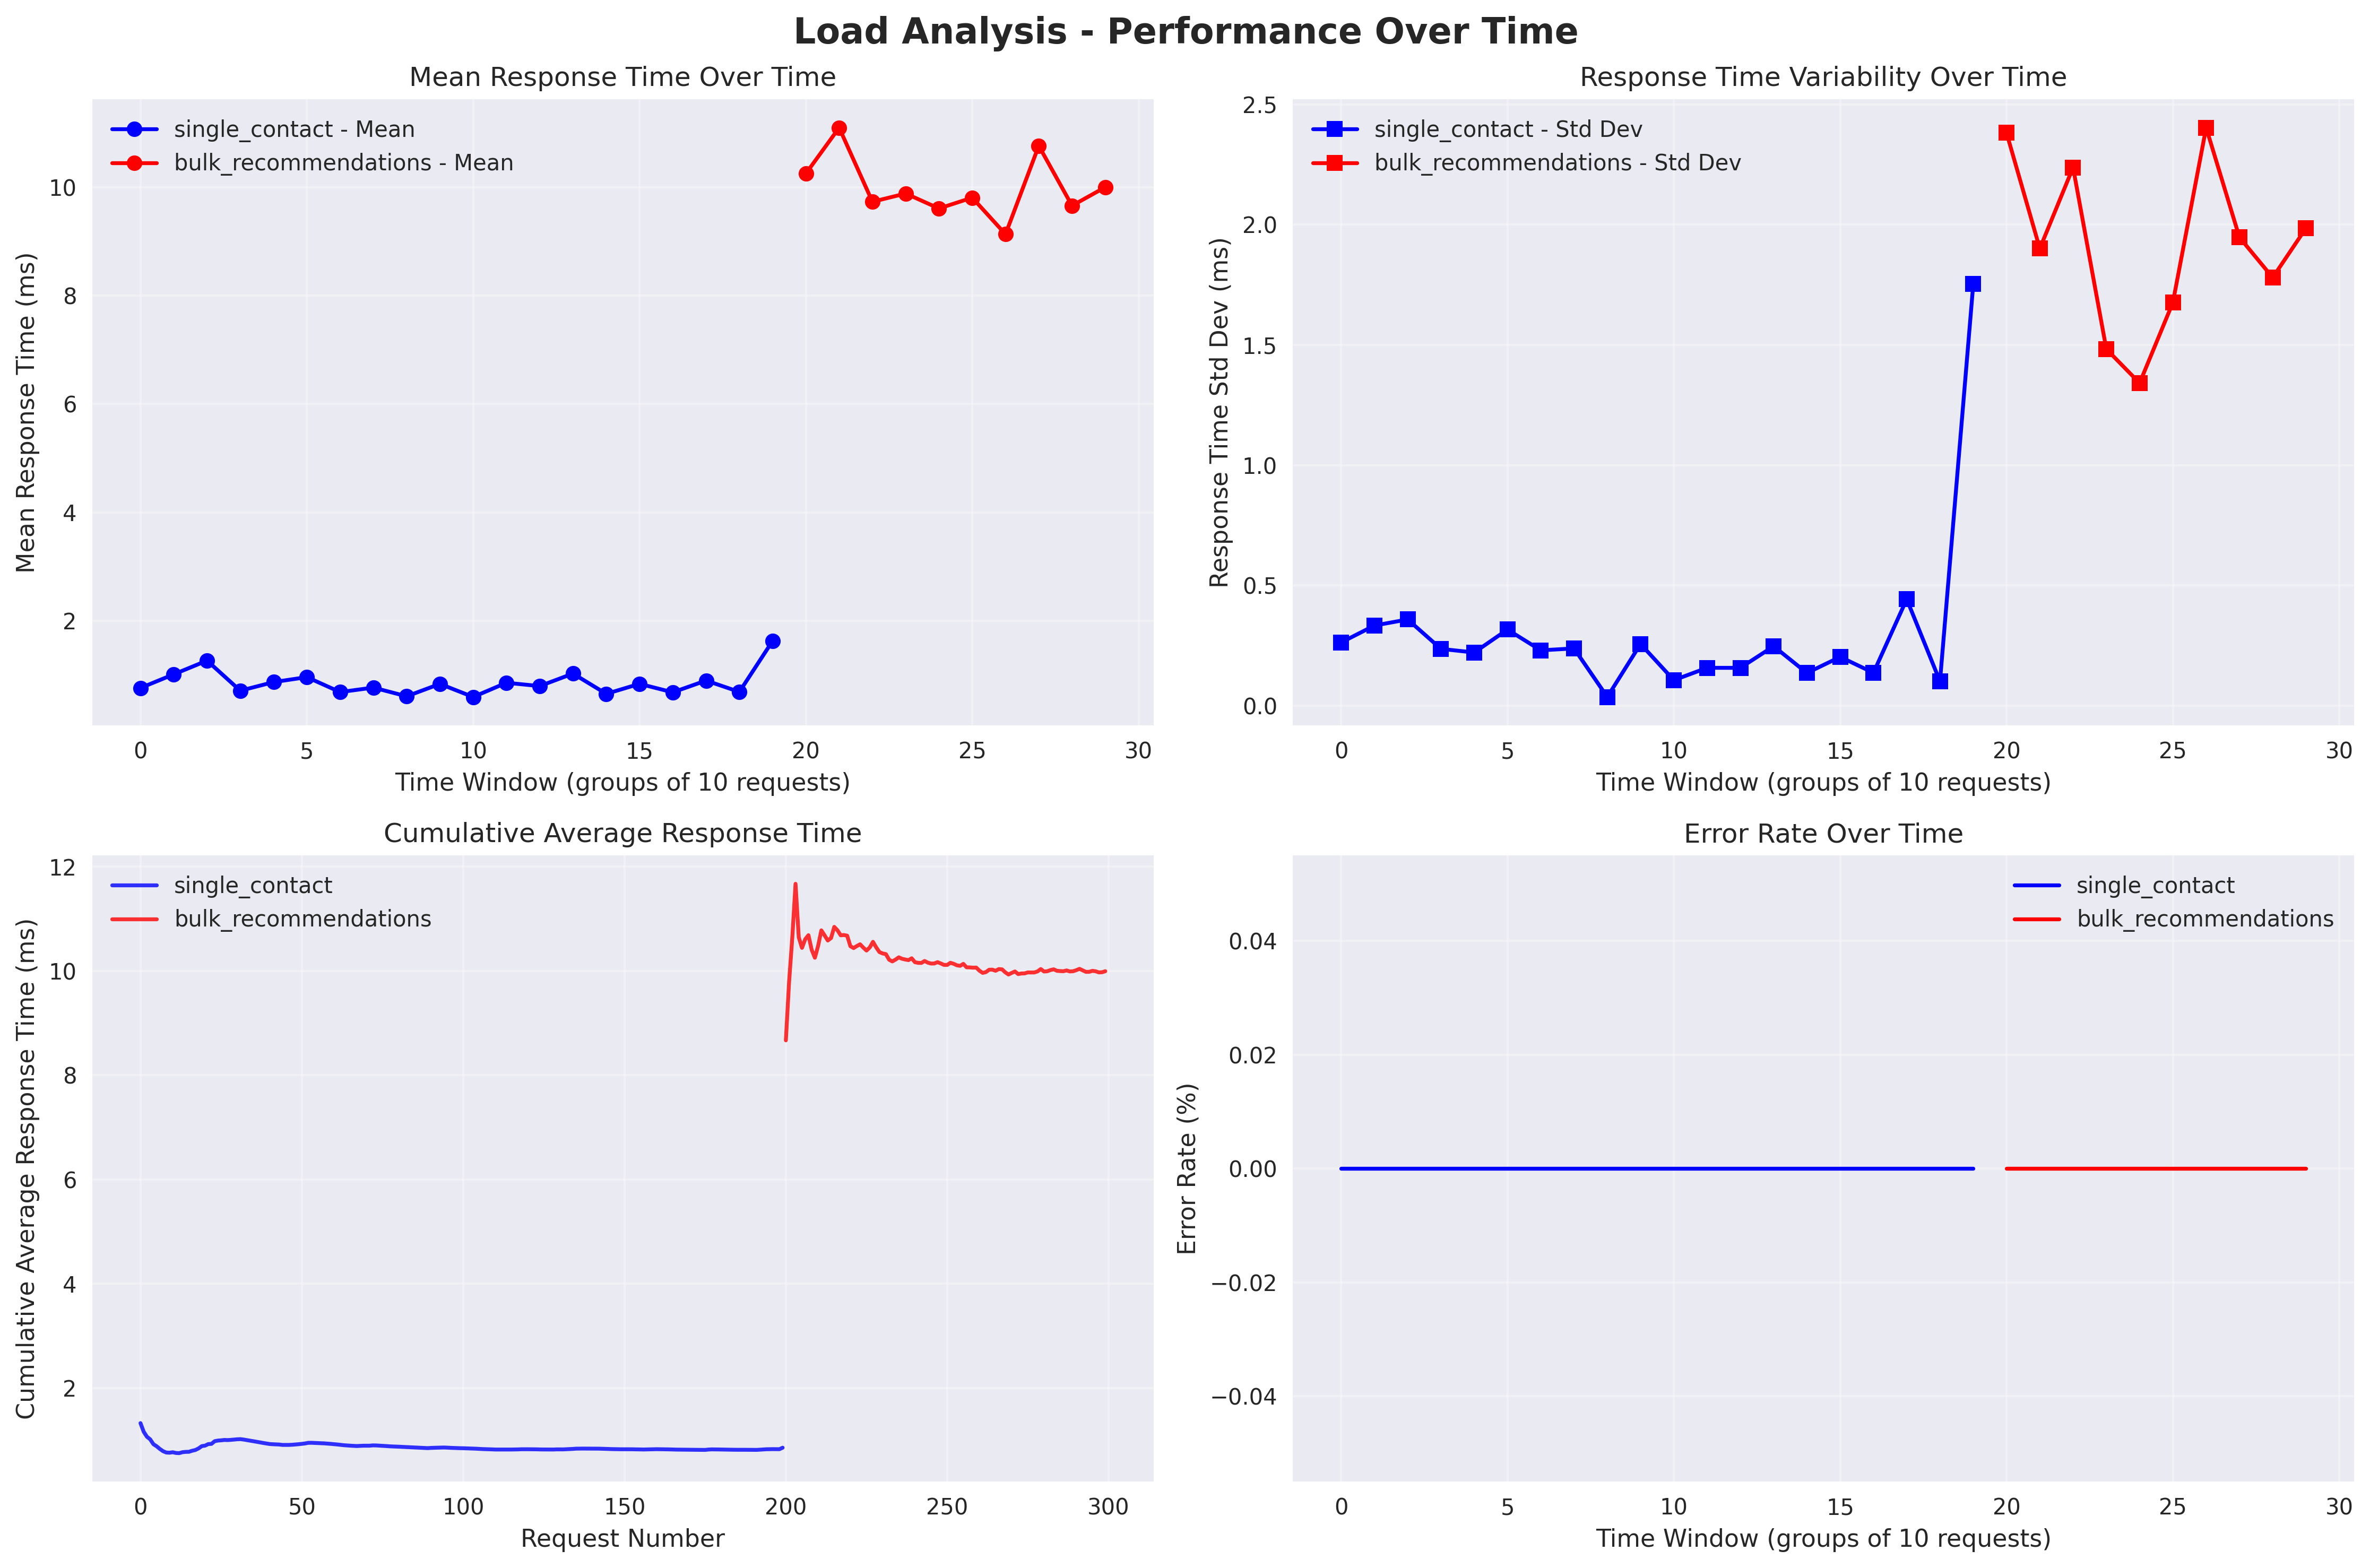 Load Analysis - Performance Over Time
Mean Response Time Over Time
single_contact - Mean
bulk_recommendations - Mean
Mean Response Time (ms)
10
8
6
4
2
0 5 10 15 20 25 30
Time Window (groups of 10 requests)
Response Time Variability Over Time
single_contact - Std Dev
bulk_recommendations - Std Dev
Response Time Std Dev (ms)
2.5
2.0
1.5
1.0
0.5
0.0
0 5 10 15 20 25 30
Time Window (groups of 10 requests)
Cumulative Average Response Time
single_contact
bulk_recommendations
Cumulative Average Response Time (ms)
12
10
8
6
4
2
0 50 100 150 200 250 300
Request Number
Error Rate Over Time
single_contact
bulk_recommendations
Error Rate (%)
0.04
0.02
0.00
−0.02
−0.04
0 5 10 15 20 25 30
Time Window (groups of 10 requests)